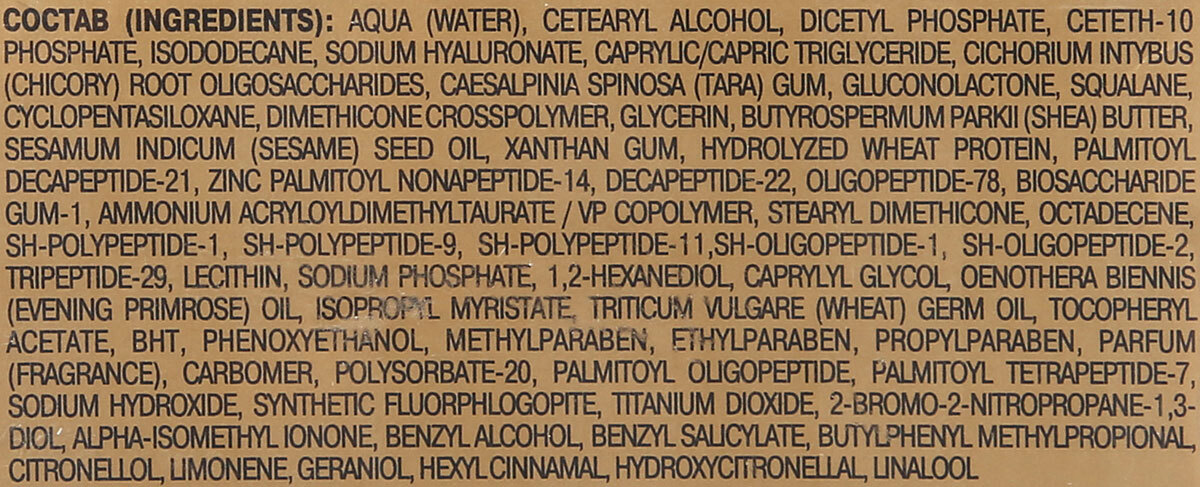 СОСТАВ (INGREDIENTS): AQUA (WATER), CETEARYL ALCOHOL, DICETYL PHOSPHATE, CETETH-10
PHOSPHATE, ISODODECANE, SODIUM HYALURONATE, CAPRYLIC/CAPRIC TRIGLYCERIDE, CICHORIUM INTYBUS
(CHICORY) ROOT OLIGOSACCHARIDES, CAESALPINIA SPINOSA (TARA) GUM, GLUCONOLACTONE, SQUALANE,
CYCLOPENTASILOXANE, DIMETHICONE CROSSPOLYMER, GLYCERIN, BUTYROSPERMUM PARKII (SHEA) BUTTER,
SESAMUM INDICUM (SESAME) SEED OIL, XANTHAN GUM, HYDROLYZED WHEAT PROTEIN, PALMITOYL
DECAPEPTIDE-21, ZINC PALMITOYL NONAPEPTIDE-14, DECAPEPTIDE-22, OLIGOPEPTIDE-78, BIOSACCHARIDE
GUM-1, AMMONIUM ACRYLOYLDIMETHYLTAURATE / VP COPOLYMER, STEARYL DIMETHICONE, OCTADECENE,
SH-POLYPEPTIDE-1, SH-POLYPEPTIDE-9, SH-POLYPEPTIDE-11,SH-OLIGOPEPTIDE-1, SH-OLIGOPEPTIDE-2,
TRIPEPTIDE-29, LECITHIN, SODIUM PHOSPHATE, 1,2-HEXANEDIOL, CAPRYLYL GLYCOL, OENOTHERA BIENNIS
(EVENING PRIMROSE) OIL, ISOPROPYL MYRISTATE, TRITICUM VULGARE (WHEAT) GERM OIL, TOCOPHERYL
ACETATE, BHT, PHENOXYETHANOL, METHYLPARABEN, ETHYLPARABEN, PROPYLPARABEN, PARFUM
(FRAGRANCE), CARBOMER, POLYSORBATE-20, PALMITOYL OLIGOPEPTIDE, PALMITOYL TETRAPEPTIDE-7,
SODIUM HYDROXIDE, SYNTHETIC FLUORPHLOGOPITE, TITANIUM DIOXIDE, 2-BROMO-2-NITROPROPANE-1,3-
DIOL, ALPHA-ISOMETHYL IONONE, BENZYL ALCOHOL, BENZYL SALICYLATE, BUTYLPHENYL METHYLPROPIONAL,
CITRONELLOL, LIMONENE, GERANIOL, HEXYL CINNAMAL, HYDROXYCITRONELLAL, LINALOOL